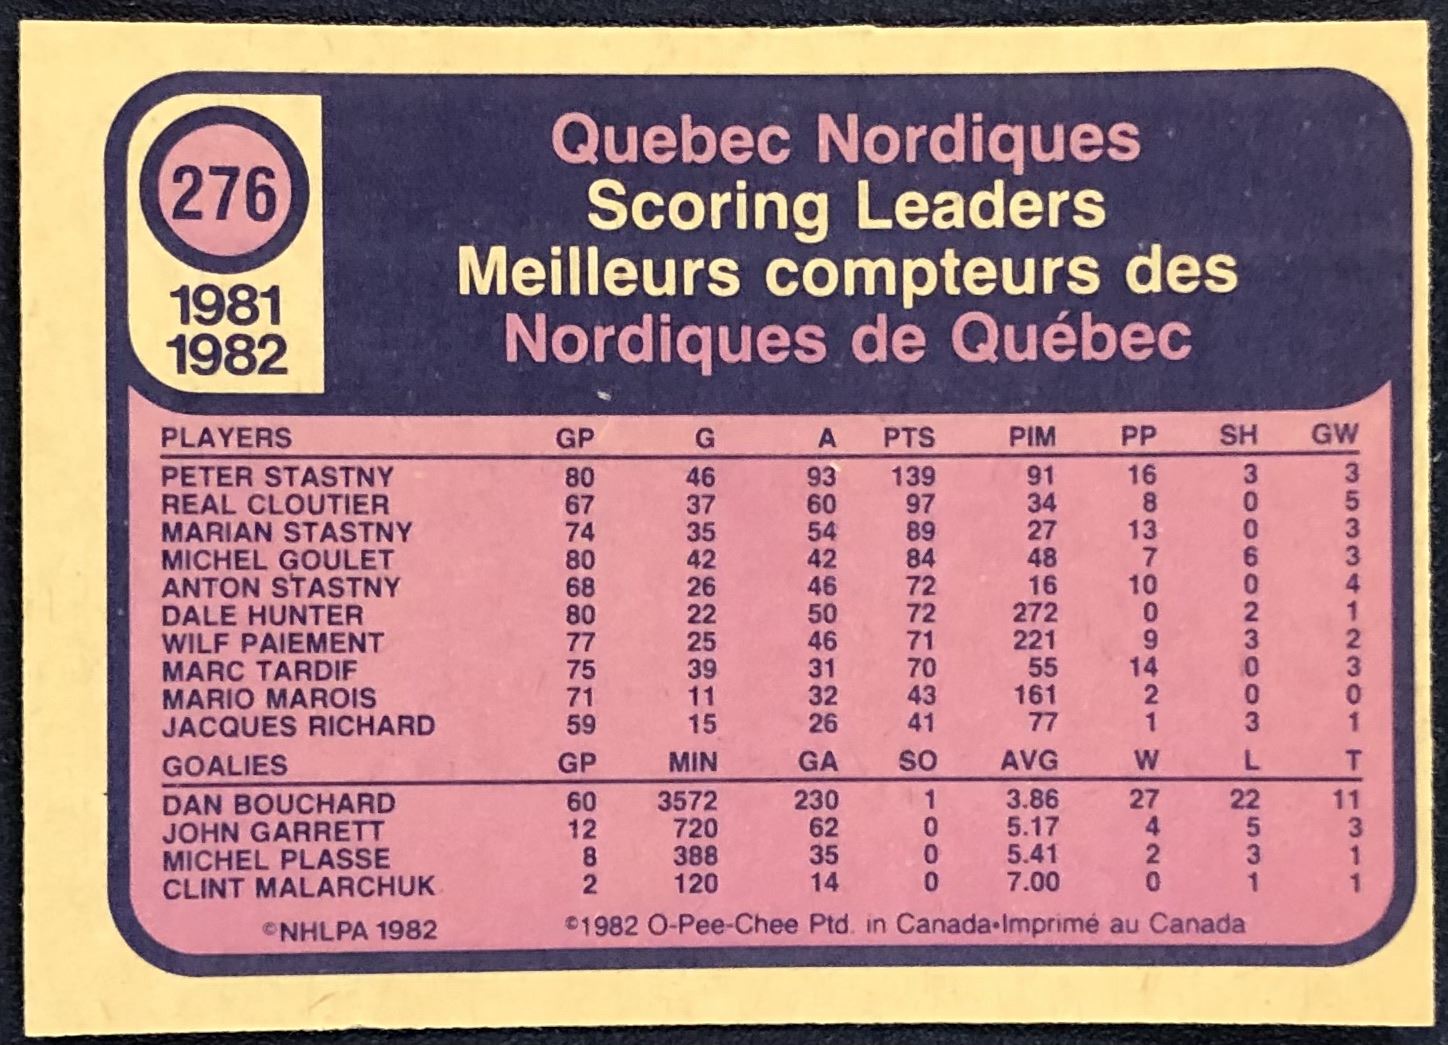 276
1981
1982
Quebec Nordiques
Scoring Leaders
Meilleurs compteurs des
Nordiques de Québec
PLAYERS GP G A PTS PIM PP SH GW
PETER STASTNY 80 46 93 139 91 16 3 3
REAL CLOUTIER 67 37 60 97 34 8 0 5
MARIAN STASTNY 74 35 54 89 27 13 0 3
MICHEL GOULET 80 42 42 84 48 7 6 3
ANTON STASTNY 68 26 46 72 16 10 0 4
DALE HUNTER 80 22 50 72 272 0 2 1
WILF PAIEMENT 77 25 46 71 221 9 3 2
MARC TARDIF 75 39 31 70 55 14 0 3
MARIO MAROIS 71 11 32 43 161 2 0 0
JACQUES RICHARD 59 15 26 41 77 1 3 1
GOALIES GP MIN GA SO AVG W L T
DAN BOUCHARD 60 3572 230 1 3.86 27 22 11
JOHN GARRETT 12 720 62 0 5.17 4 5 3
MICHEL PLASSE 8 388 35 0 5.41 2 3 1
CLINT MALARCHUK 2 120 14 0 7.00 0 1 1
©NHLPA 1982 ©1982 O-Pee-Chee Ptd. in Canada•Imprimé au Canada